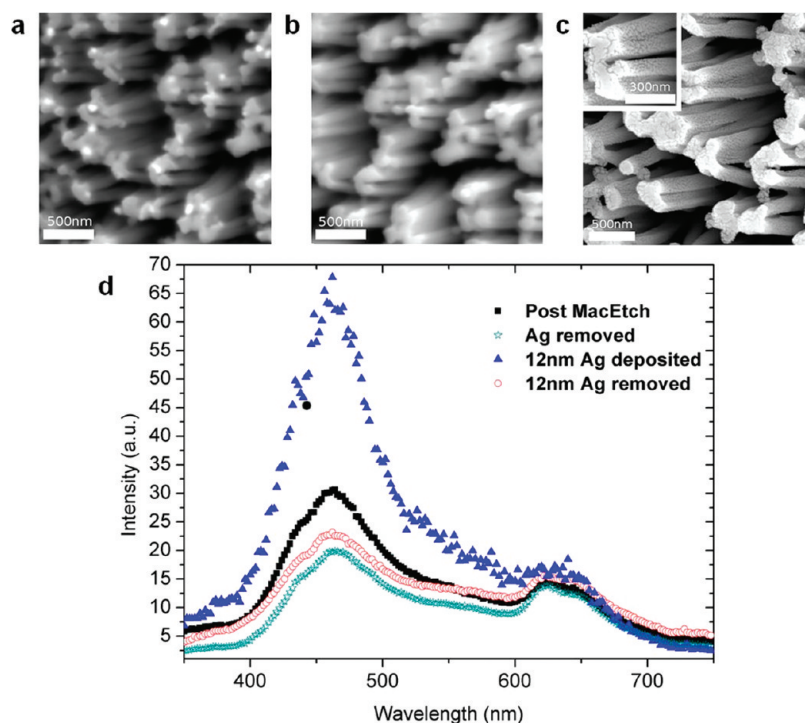 a
b
c
300nm
500nm
500nm
500nm
d
70
65
60
55
50
45
40
35
30
25
20
15
10
5
Intensity (a.u.)
Post MacEtch
Ag removed
12nm Ag deposited
12nm Ag removed
400
500
600
700
Wavelength (nm)